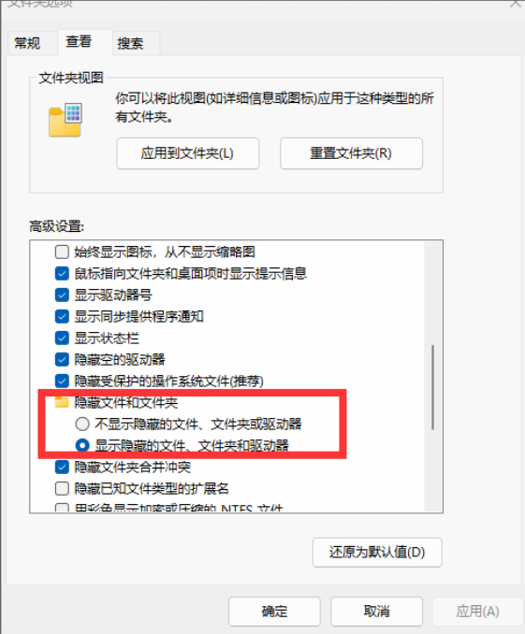 文件夹选项
常规
查看
搜索
文件夹视图
你可以将此视图(如详细信息或图标)应用于这种类型的所
有文件夹。
应用到文件夹(L)
重置文件夹(R)
高级设置:
始终显示图标，从不显示缩略图
鼠标指向文件夹和桌面项时显示提示信息
显示驱动器号
显示同步提供程序通知
显示状态栏
隐藏空的驱动器
隐藏受保护的操作系统文件(推荐)
隐藏文件和文件夹
不显示隐藏的文件、文件夹或驱动器
显示隐藏的文件、文件夹和驱动器
隐藏文件夹合并冲突
隐藏已知文件类型的扩展名
用彩色显示加密或压缩的 NTFS 文件
还原为默认值(D)
确定
取消
应用(A)